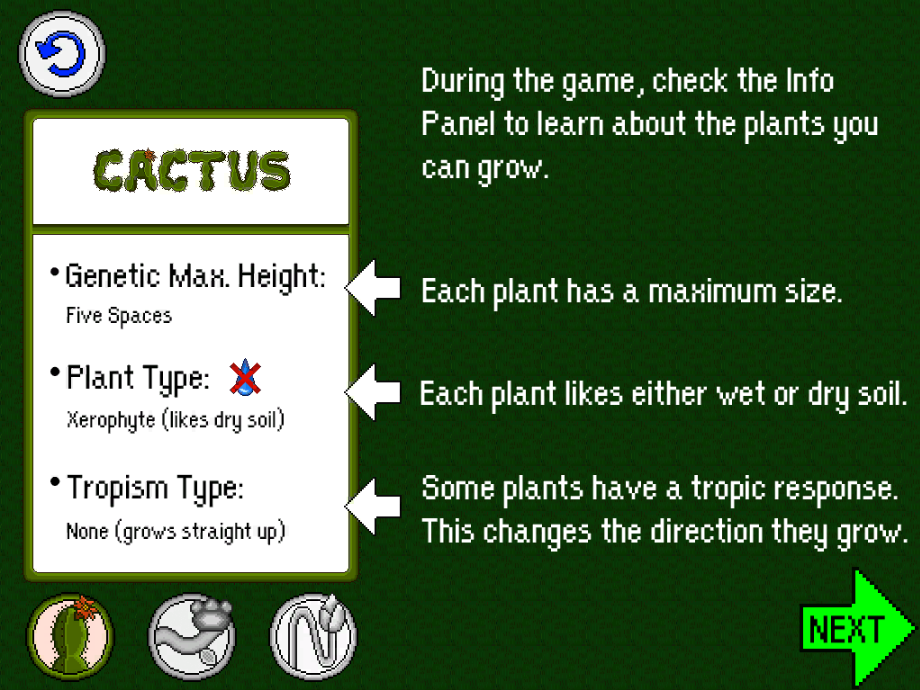 During the game, check the Info
Panel to learn about the plants you
can grow.
CACTUS
• Genetic Max. Height:
Five Spaces
Each plant has a maximum size.
• Plant Type:
Xerophyte (likes dry soil)
Each plant likes either wet or dry soil.
• Tropism Type:
None (grows straight up)
Some plants have a tropic response.
This changes the direction they grow.
NEXT